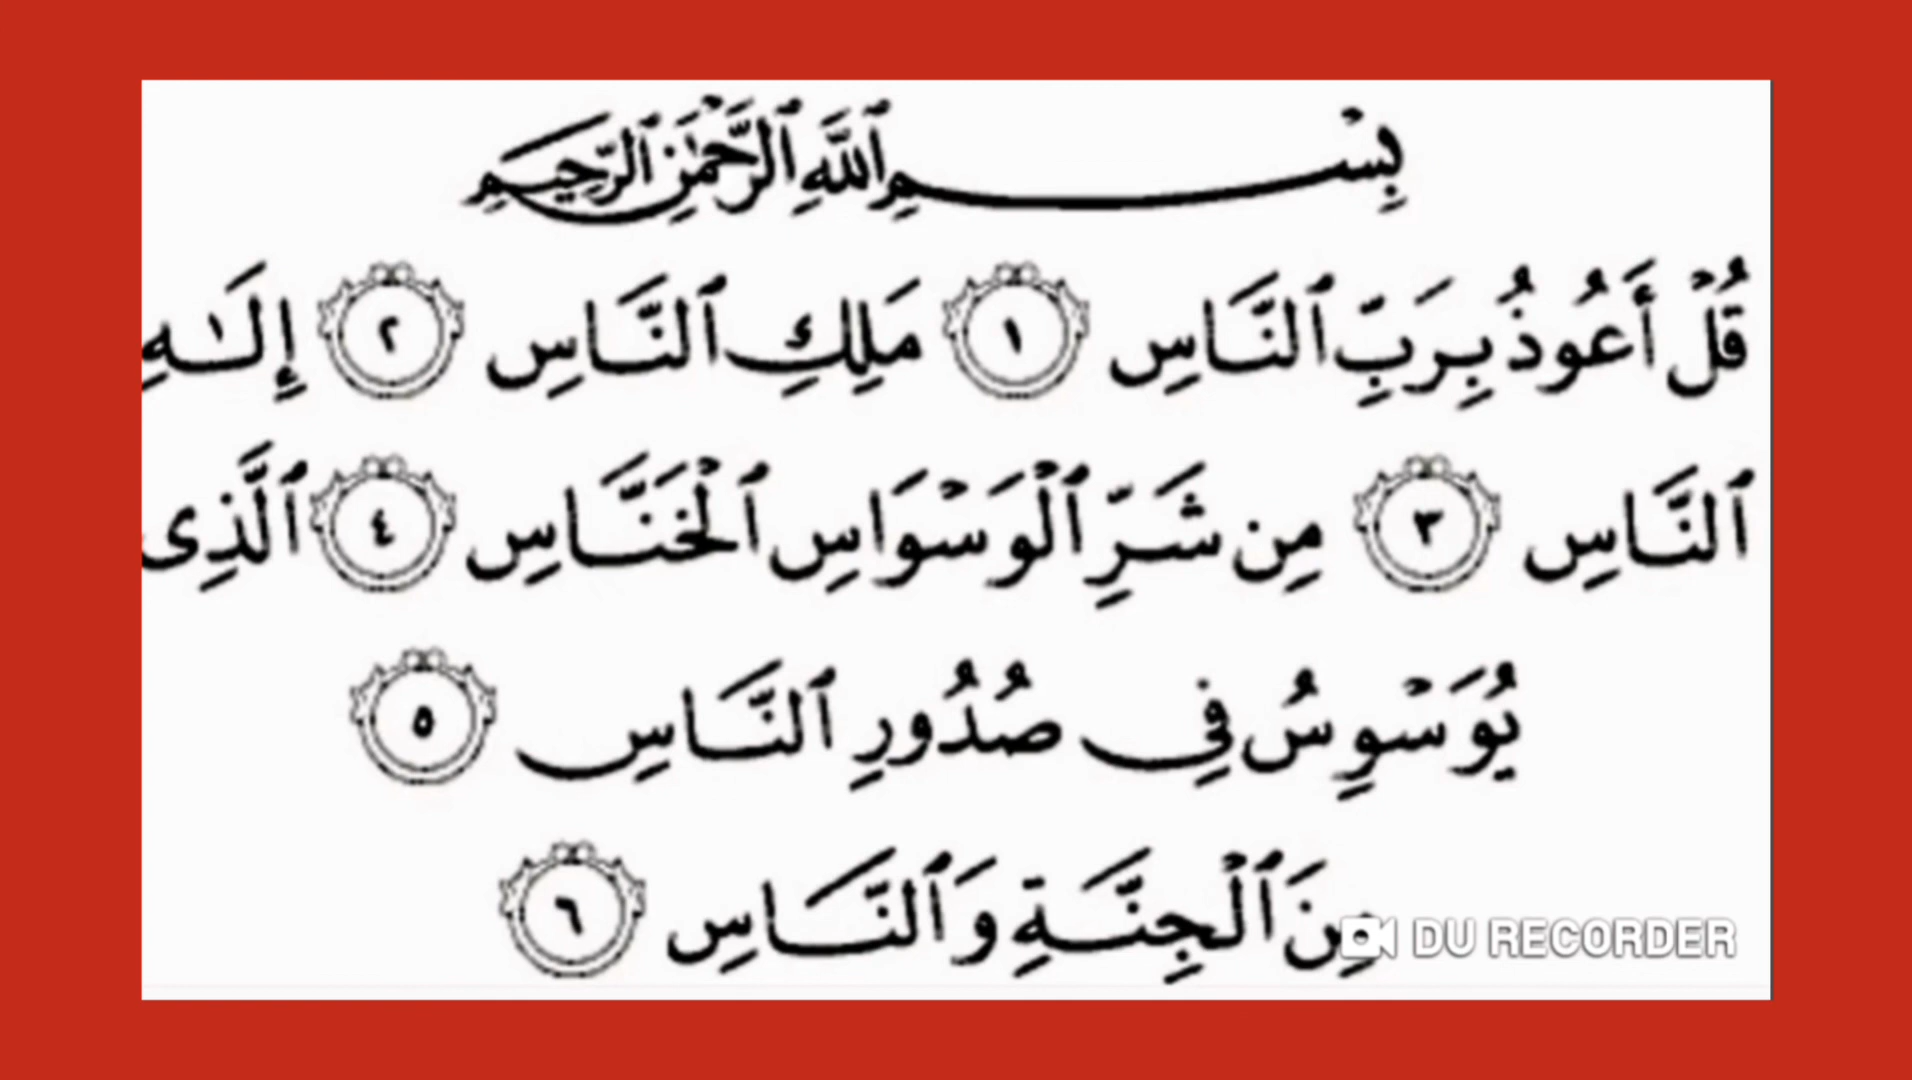 بِسْمِ ٱللَّهِ ٱلرَّحْمَٰنِ ٱلرَّحِيمِ
قُلْ أَعُوذُ بِرَبِّ ٱلنَّاسِ ١ مَلِكِ ٱلنَّاسِ ٢ إِلَٰهِ
ٱلنَّاسِ ٣ مِن شَرِّ ٱلْوَسْوَاسِ ٱلْخَنَّاسِ ٤ ٱلَّذِى
يُوَسْوِسُ فِى صُدُورِ ٱلنَّاسِ ٥
مِنَ ٱلْجِنَّةِ وَٱلنَّاسِ ٦
DU RECORDER